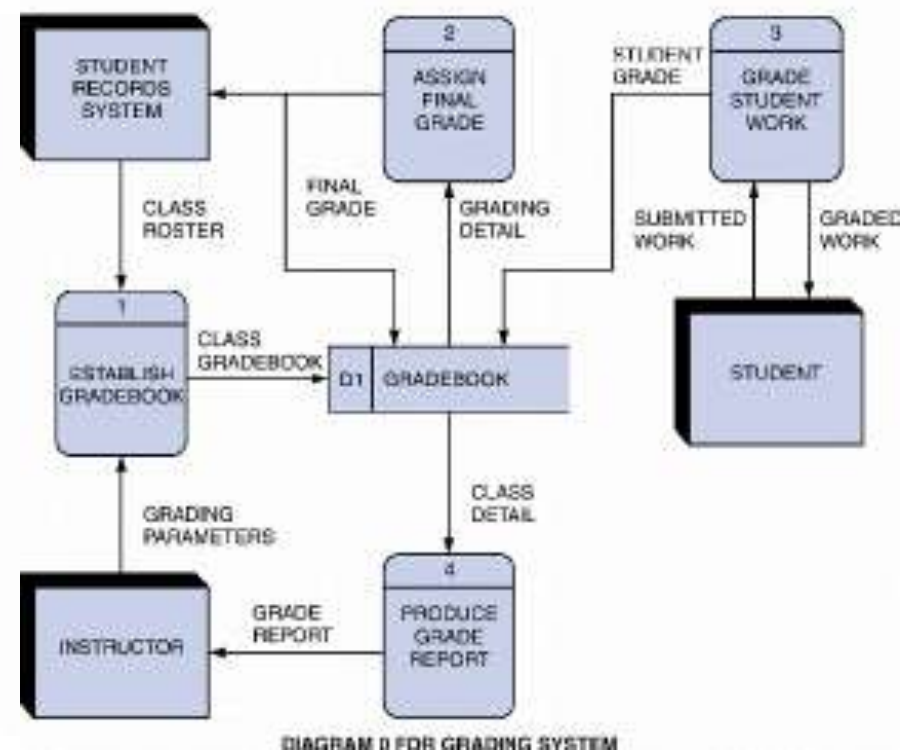 STUDENT
RECORDS
SYSTEM
2
ASSIGN
FINAL
GRADE
STUDENT
GRADE
3
GRADE
STUDENT
WORK
CLASS
ROSTER
FINAL
GRADE
GRADING
DETAIL
SUBMITTED
WORK
GRADED
WORK
1
ESTABLISH
GRADEBOOK
CLASS
GRADEBOOK
D1
GRADEBOOK
STUDENT
GRADING
PARAMETERS
CLASS
DETAIL
INSTRUCTOR
GRADE
REPORT
4
PRODUCE
GRADE
REPORT
DIAGRAM 0 FOR GRADING SYSTEM